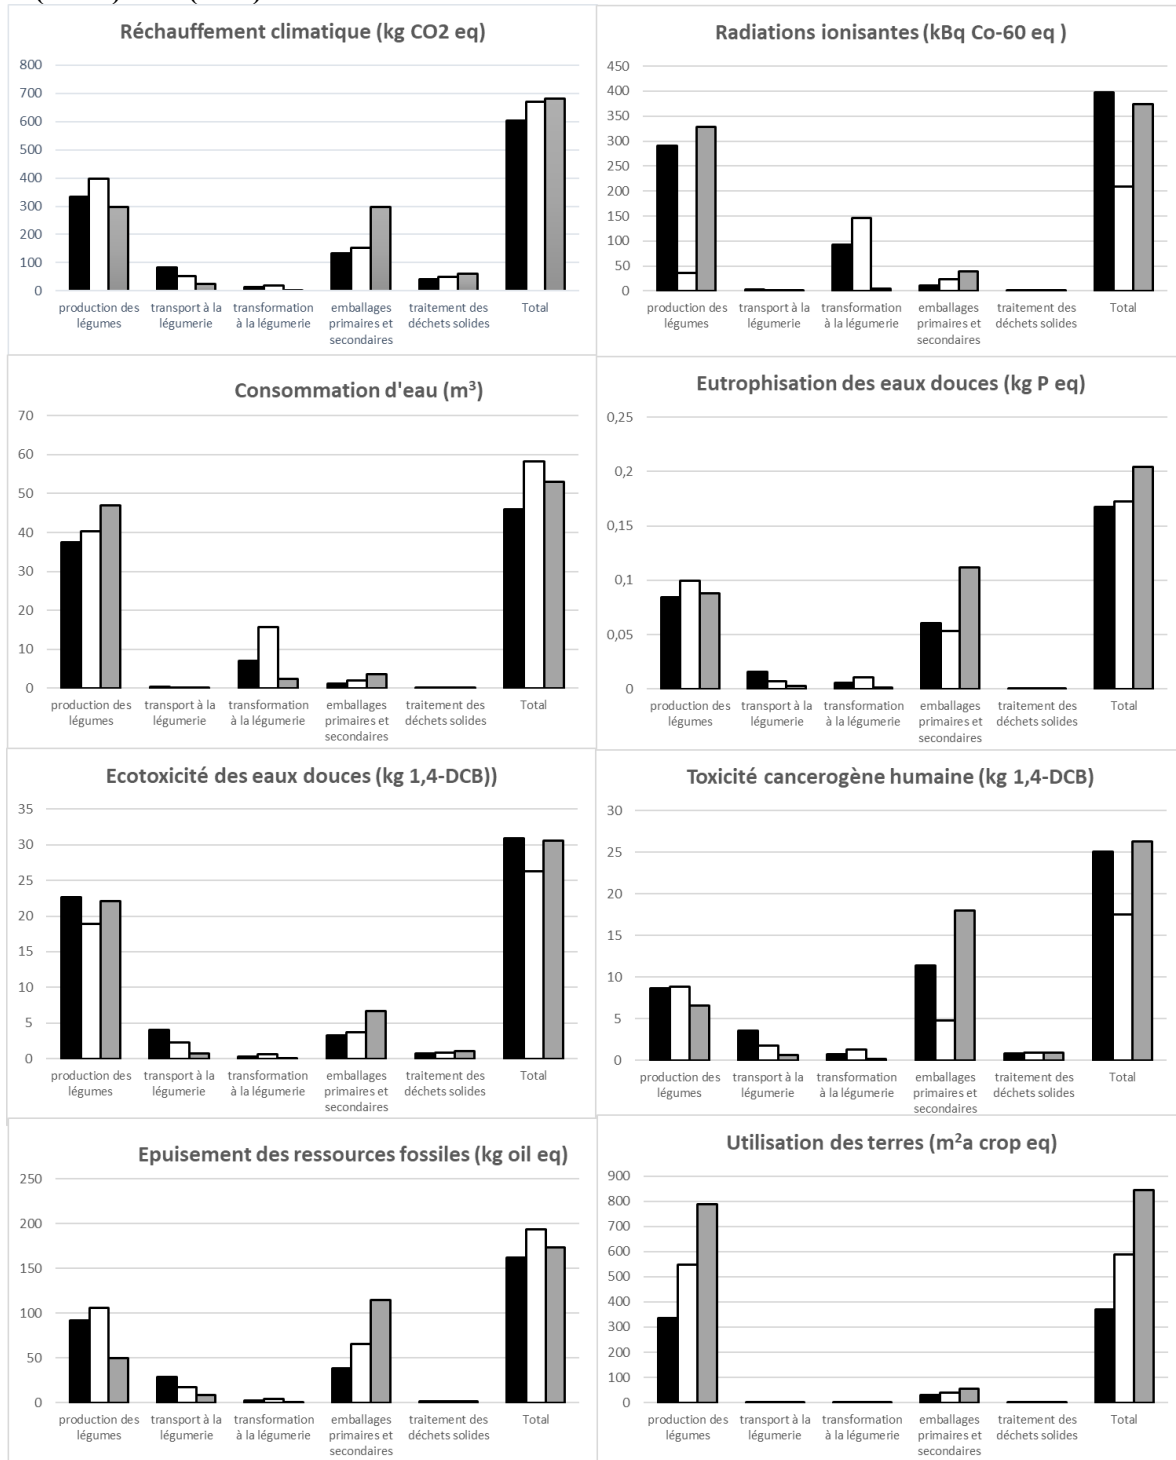 Réchauffement climatique (kg CO2 eq)
800
700
600
500
400
300
200
100
0
production des légumes
transport à la légumerie
transformation à la légumerie
emballages primaires et secondaires
traitement des déchets solides
Total
Radiations ionisantes (kBq Co-60 eq )
450
400
350
300
250
200
150
100
50
0
production des légumes
transport à la légumerie
transformation à la légumerie
emballages primaires et secondaires
traitement des déchets solides
Total
Consommation d'eau (m³)
70
60
50
40
30
20
10
0
production des légumes
transport à la légumerie
transformation à la légumerie
emballages primaires et secondaires
traitement des déchets solides
Total
Eutrophisation des eaux douces (kg P eq)
0,25
0,2
0,15
0,1
0,05
0
production des légumes
transport à la légumerie
transformation à la légumerie
emballages primaires et secondaires
traitement des déchets solides
Total
Ecotoxicité des eaux douces (kg 1,4-DCB))
35
30
25
20
15
10
5
0
production des légumes
transport à la légumerie
transformation à la légumerie
emballages primaires et secondaires
traitement des déchets solides
Total
Toxicité cancerogène humaine (kg 1,4-DCB)
30
25
20
15
10
5
0
production des légumes
transport à la légumerie
transformation à la légumerie
emballages primaires et secondaires
traitement des déchets solides
Total
Epuisement des ressources fossiles (kg oil eq)
250
200
150
100
50
0
production des légumes
transport à la légumerie
transformation à la légumerie
emballages primaires et secondaires
traitement des déchets solides
Total
Utilisation des terres (m²a crop eq)
900
800
700
600
500
400
300
200
100
0
production des légumes
transport à la légumerie
transformation à la légumerie
emballages primaires et secondaires
traitement des déchets solides
Total